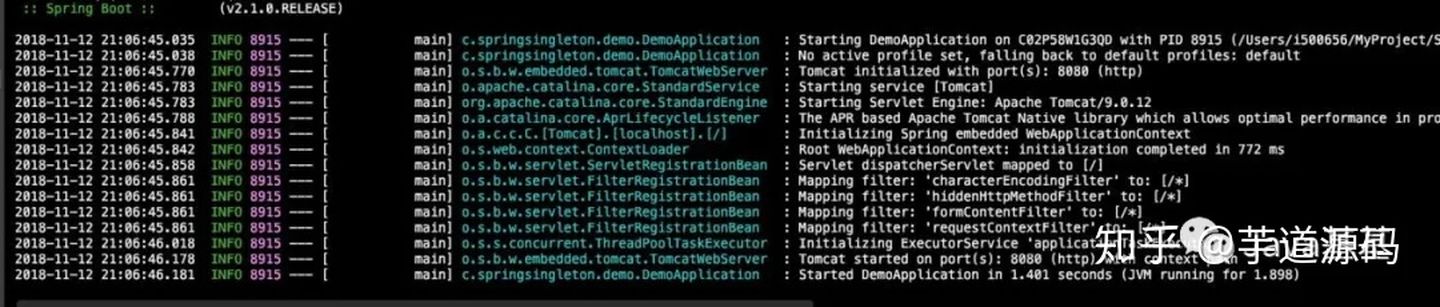 :: Spring Boot :: (v2.1.0.RELEASE)
2018-11-12 21:06:45.035 INFO 8915 --- [ main] c.springsingleton.demo.DemoApplication : Starting DemoApplication on C02P58W1G3QD with PID 8915 (/Users/i500656/MyProject/S
2018-11-12 21:06:45.038 INFO 8915 --- [ main] c.springsingleton.demo.DemoApplication : No active profile set, falling back to default profiles: default
2018-11-12 21:06:45.770 INFO 8915 --- [ main] o.s.b.w.embedded.tomcat.TomcatWebServer : Tomcat initialized with port(s): 8080 (http)
2018-11-12 21:06:45.783 INFO 8915 --- [ main] o.apache.catalina.core.StandardService : Starting service [Tomcat]
2018-11-12 21:06:45.783 INFO 8915 --- [ main] org.apache.catalina.core.StandardEngine : Starting Servlet Engine: Apache Tomcat/9.0.12
2018-11-12 21:06:45.788 INFO 8915 --- [ main] o.a.catalina.core.AprLifecycleListener : The APR based Apache Tomcat Native library which allows optimal performance in pro
2018-11-12 21:06:45.841 INFO 8915 --- [ main] o.a.c.c.C.[Tomcat].[localhost].[/] : Initializing Spring embedded WebApplicationContext
2018-11-12 21:06:45.842 INFO 8915 --- [ main] o.s.web.context.ContextLoader : Root WebApplicationContext: initialization completed in 772 ms
2018-11-12 21:06:45.858 INFO 8915 --- [ main] o.s.b.w.servlet.ServletRegistrationBean : Servlet dispatcherServlet mapped to [/]
2018-11-12 21:06:45.861 INFO 8915 --- [ main] o.s.b.w.servlet.FilterRegistrationBean : Mapping filter: 'characterEncodingFilter' to: [/*]
2018-11-12 21:06:45.861 INFO 8915 --- [ main] o.s.b.w.servlet.FilterRegistrationBean : Mapping filter: 'hiddenHttpMethodFilter' to: [/*]
2018-11-12 21:06:45.861 INFO 8915 --- [ main] o.s.b.w.servlet.FilterRegistrationBean : Mapping filter: 'formContentFilter' to: [/*]
2018-11-12 21:06:45.861 INFO 8915 --- [ main] o.s.b.w.servlet.FilterRegistrationBean : Mapping filter: 'requestContextFilter'
2018-11-12 21:06:46.018 INFO 8915 --- [ main] o.s.s.concurrent.ThreadPoolTaskExecutor : Initializing ExecutorService
2018-11-12 21:06:46.178 INFO 8915 --- [ main] o.s.b.w.embedded.tomcat.TomcatWebServer : Tomcat started on port(s): 8080 (http) with context
2018-11-12 21:06:46.181 INFO 8915 --- [ main] c.springsingleton.demo.DemoApplication : Started DemoApplication in 1.401 seconds (JVM running for 1.898)
知乎 @芋道源码